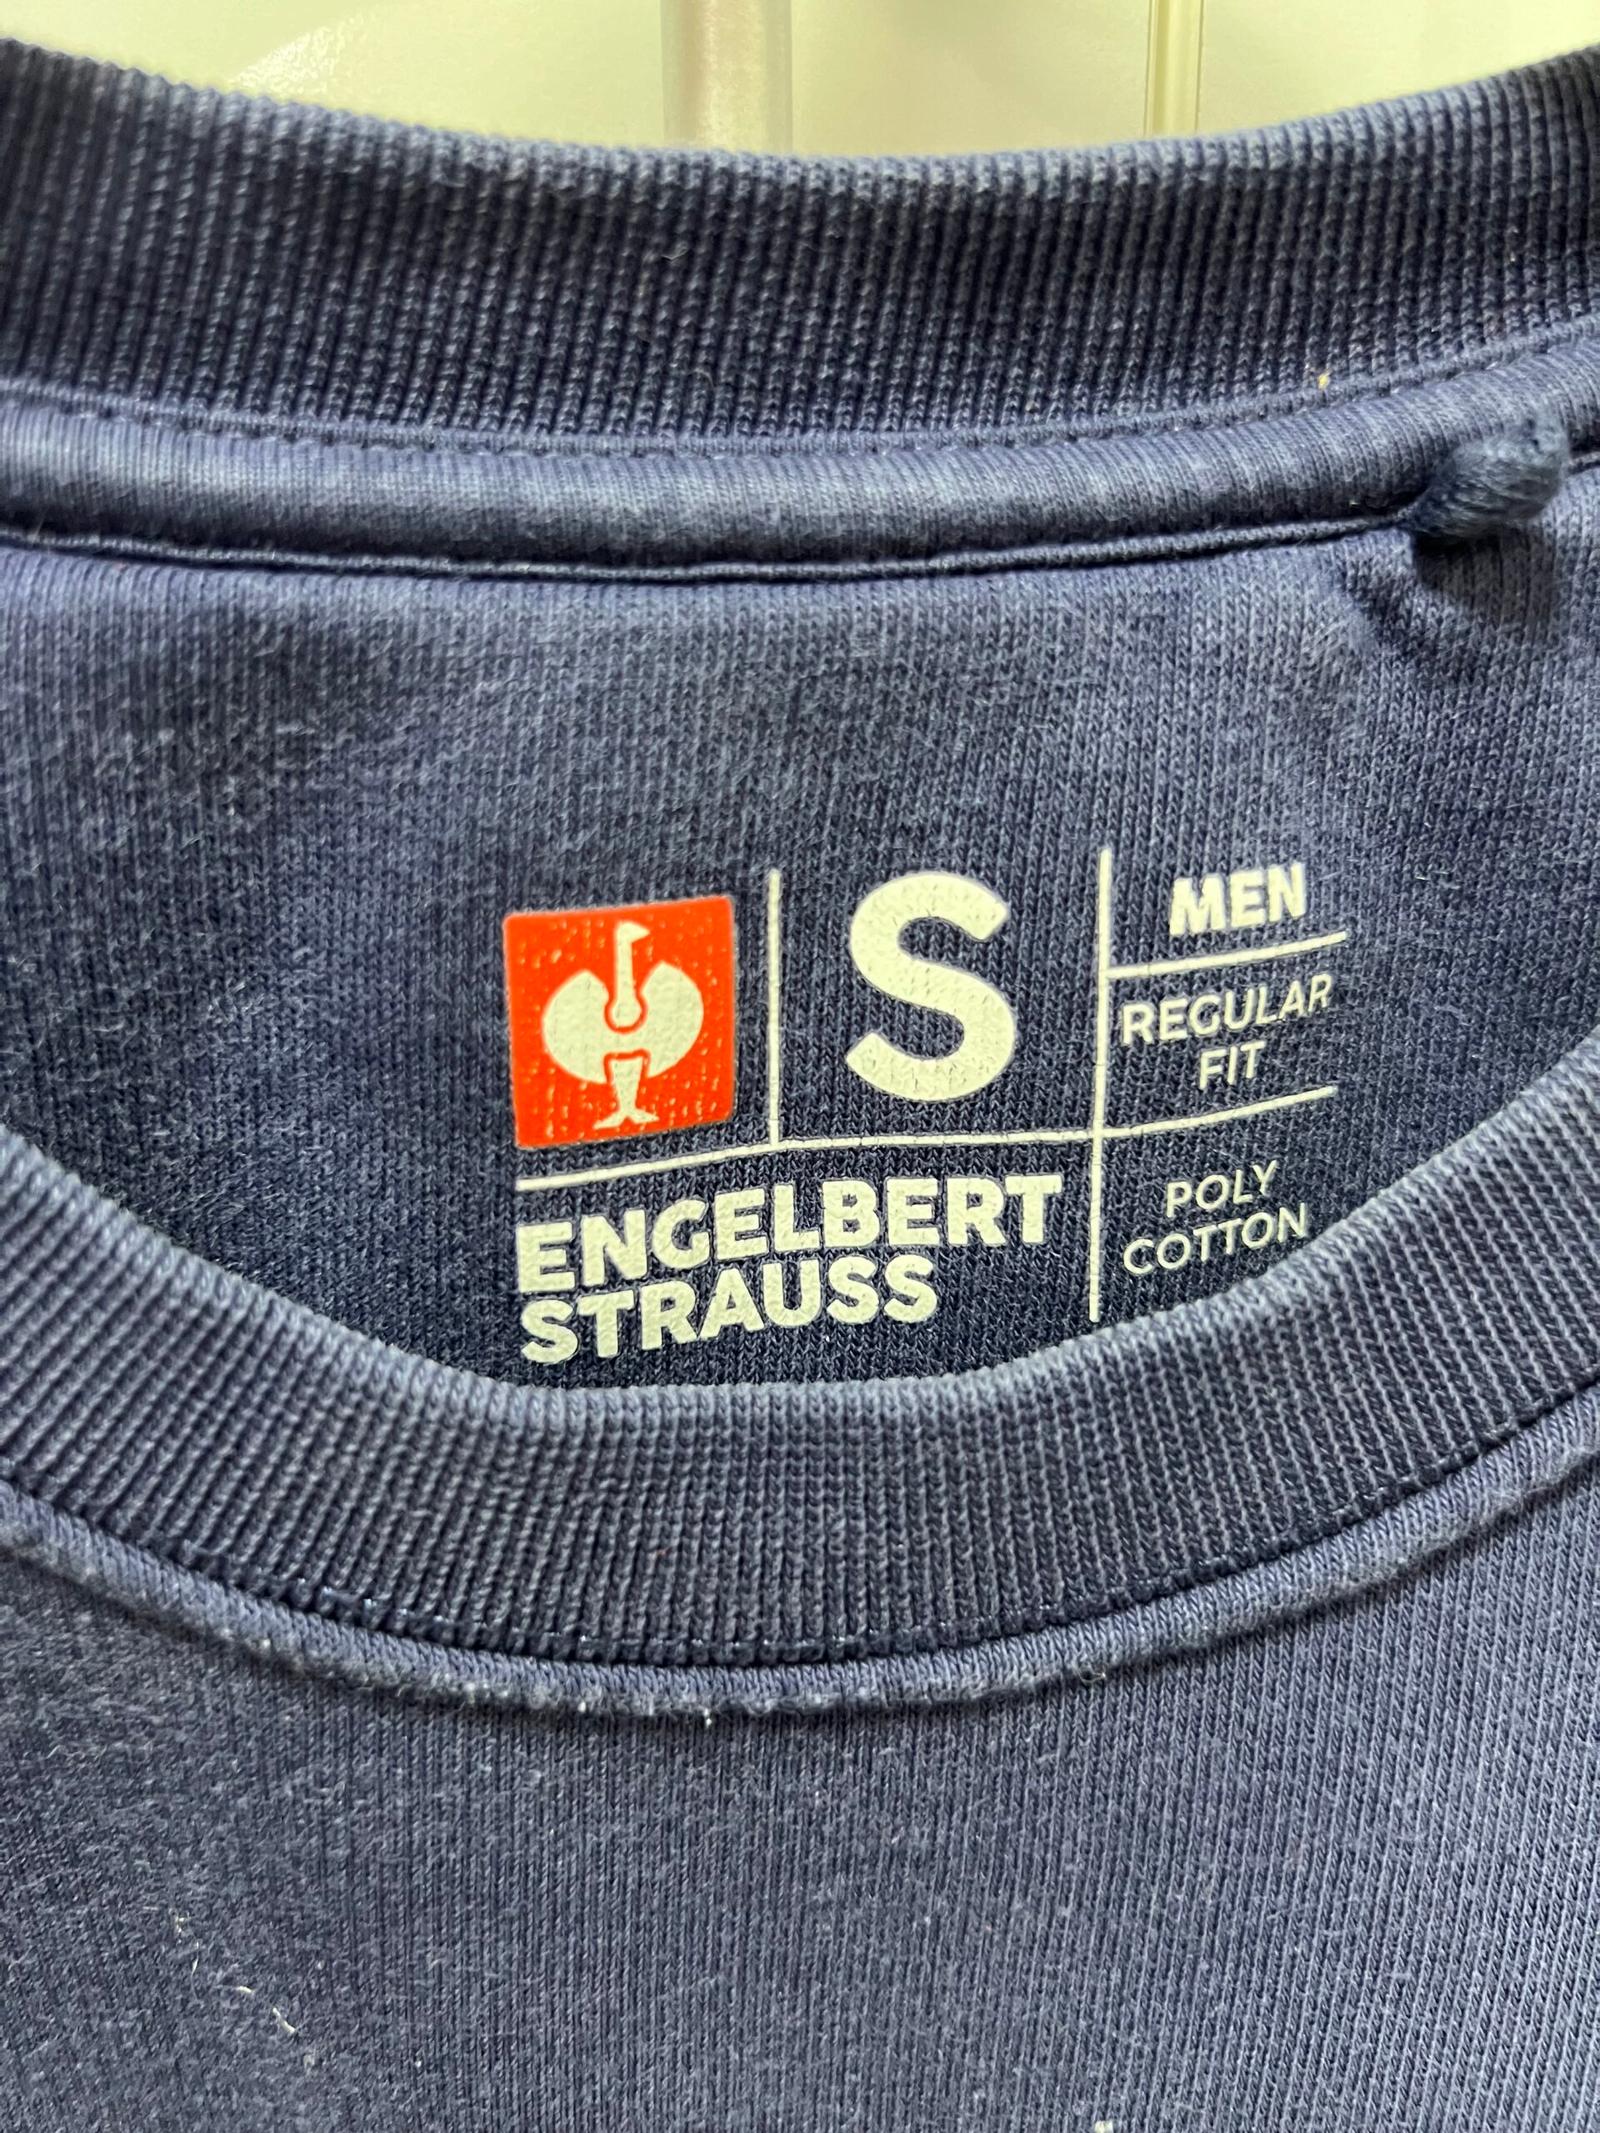 S
MEN
REGULAR
FIT
POLY
COTTON
ENGELBERT
STRAUSS